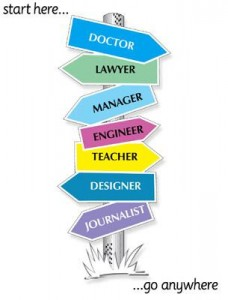 start here...
DOCTOR
LAWYER
MANAGER
ENGINEER
TEACHER
DESIGNER
JOURNALIST
...go anywhere